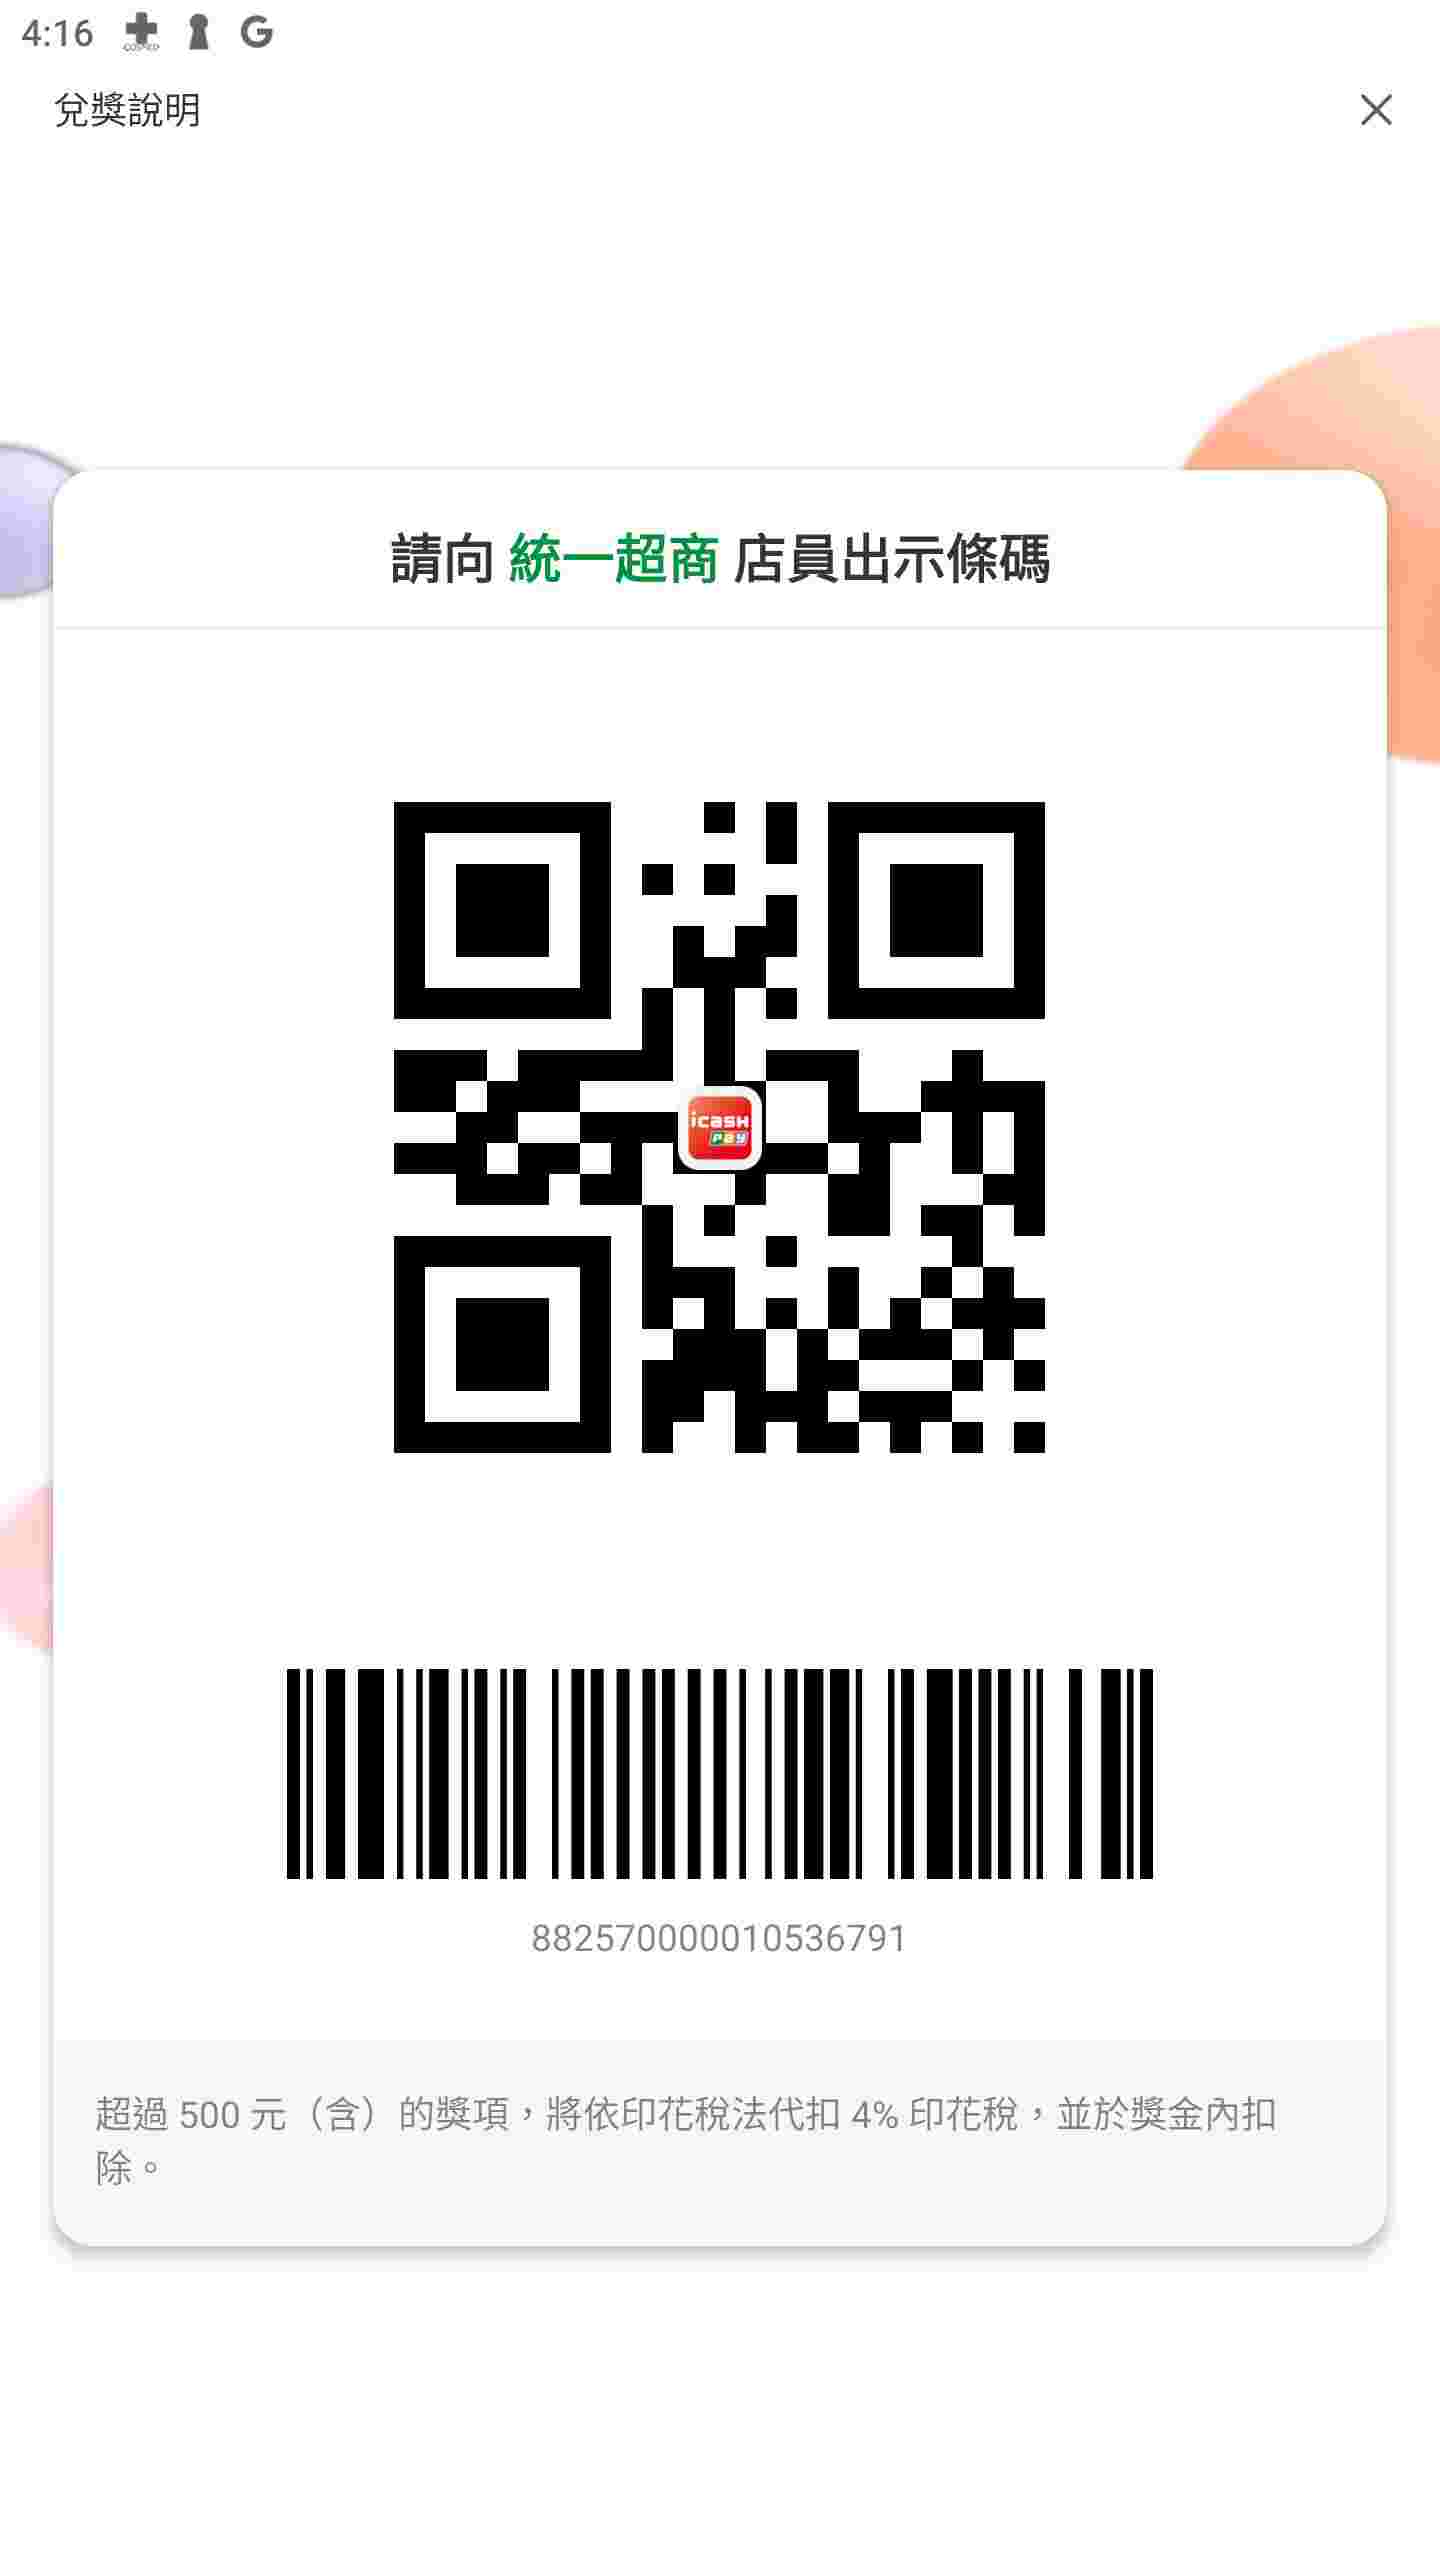 4:16
COSMED
兌獎說明
請向 統一超商 店員出示條碼
icash
Pay
882570000010536791
超過 500 元（含）的獎項，將依印花稅法代扣 4% 印花稅，並於獎金內扣
除。